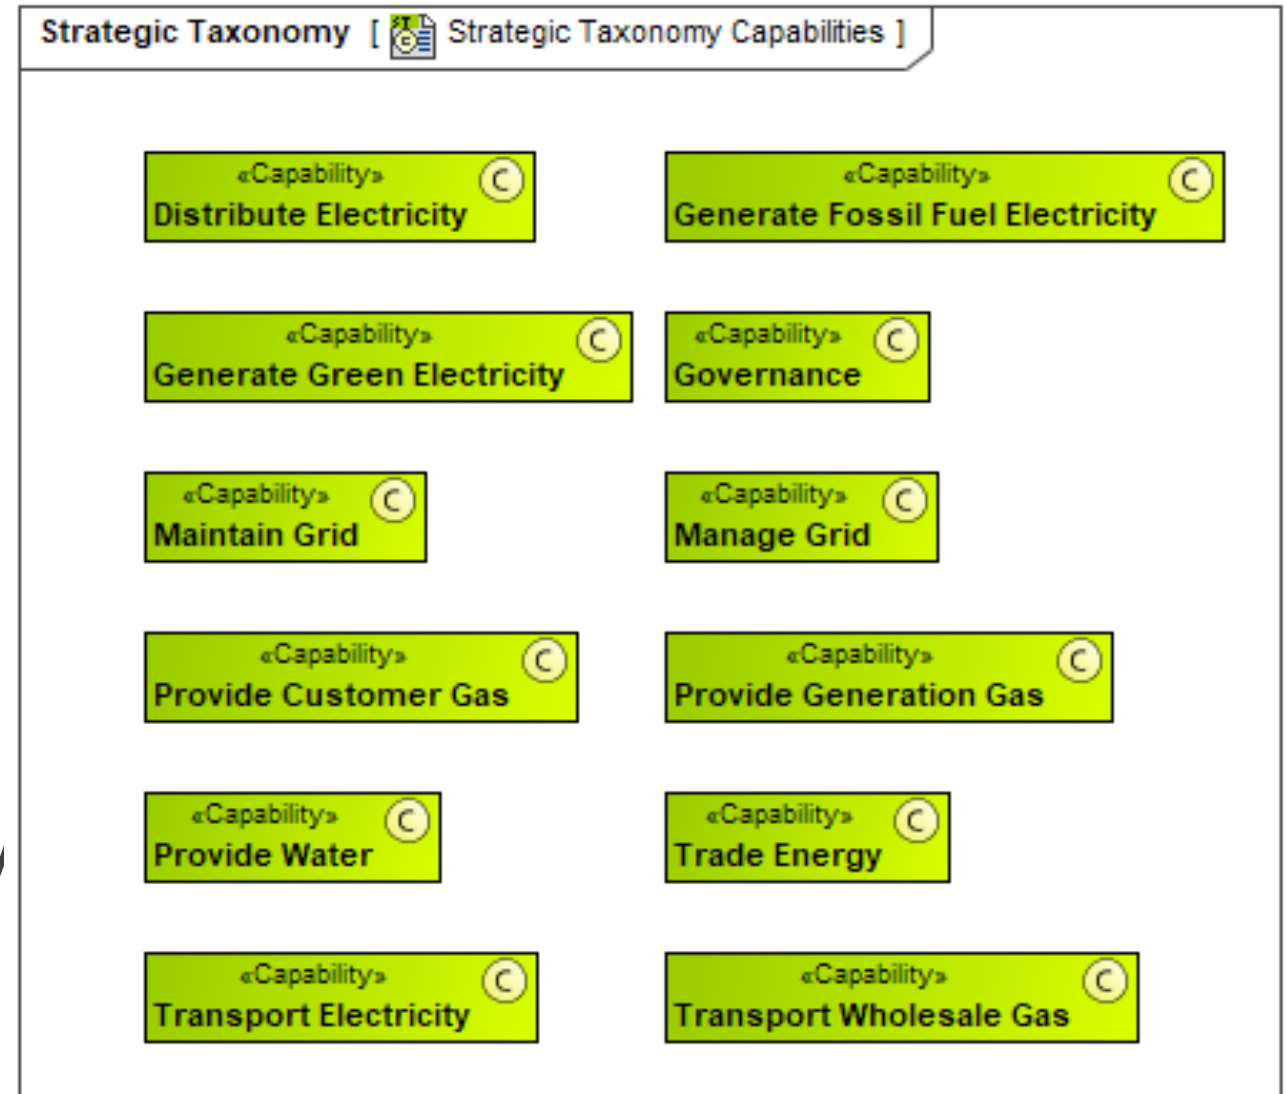 Strategic Taxonomy [ Strategic Taxonomy Capabilities ]
«Capability»
Distribute Electricity
C
«Capability»
Generate Fossil Fuel Electricity
C
«Capability»
Generate Green Electricity
C
«Capability»
Governance
C
«Capability»
Maintain Grid
C
«Capability»
Manage Grid
C
«Capability»
Provide Customer Gas
C
«Capability»
Provide Generation Gas
C
«Capability»
Provide Water
C
«Capability»
Trade Energy
C
«Capability»
Transport Electricity
C
«Capability»
Transport Wholesale Gas
C